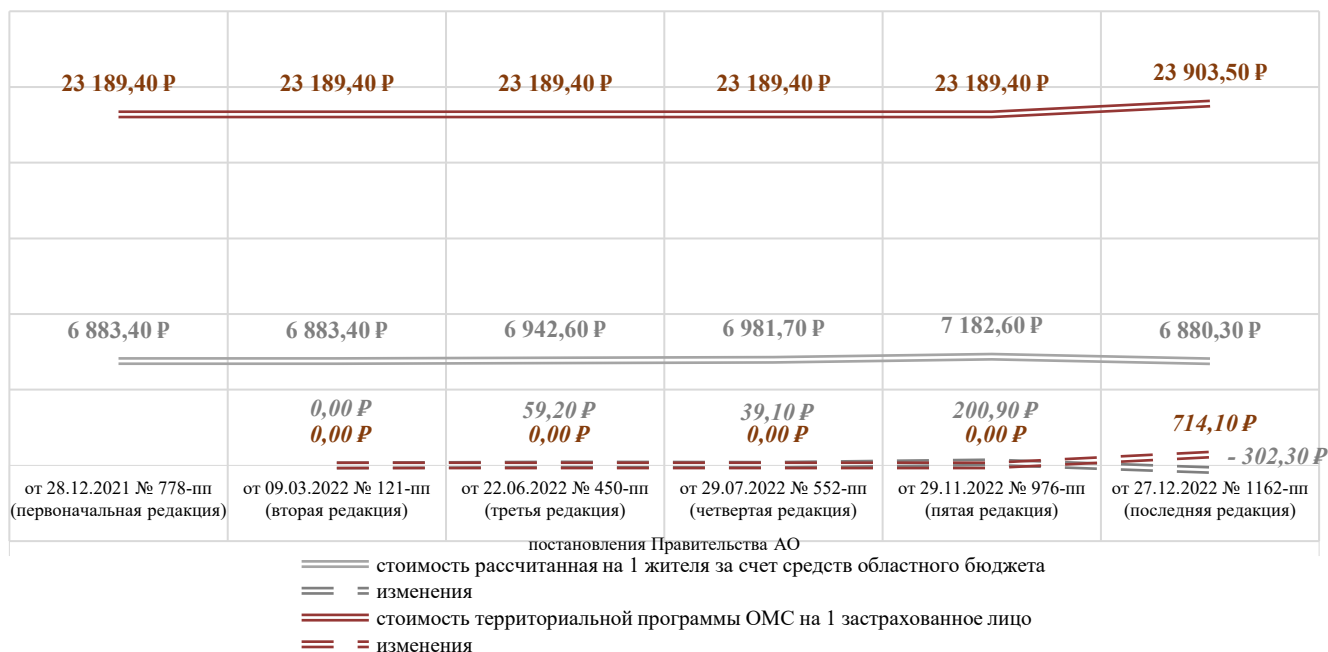 23 189,40 ₽ 23 189,40 ₽ 23 189,40 ₽ 23 189,40 ₽ 23 189,40 ₽ 23 903,50 ₽
6 883,40 ₽ 6 883,40 ₽ 6 942,60 ₽ 6 981,70 ₽ 7 182,60 ₽ 6 880,30 ₽
0,00 ₽ 59,20 ₽ 39,10 ₽ 200,90 ₽ - 302,30 ₽
0,00 ₽ 0,00 ₽ 0,00 ₽ 0,00 ₽ 714,10 ₽
от 28.12.2021 № 778-пп от 09.03.2022 № 121-пп от 22.06.2022 № 450-пп от 29.07.2022 № 552-пп от 29.11.2022 № 976-пп от 27.12.2022 № 1162-пп
(первоначальная редакция) (вторая редакция) (третья редакция) (четвертая редакция) (пятая редакция) (последняя редакция)
постановления Правительства АО
стоимость рассчитанная на 1 жителя за счет средств областного бюджета
изменения
стоимость территориальной программы ОМС на 1 застрахованное лицо
изменения